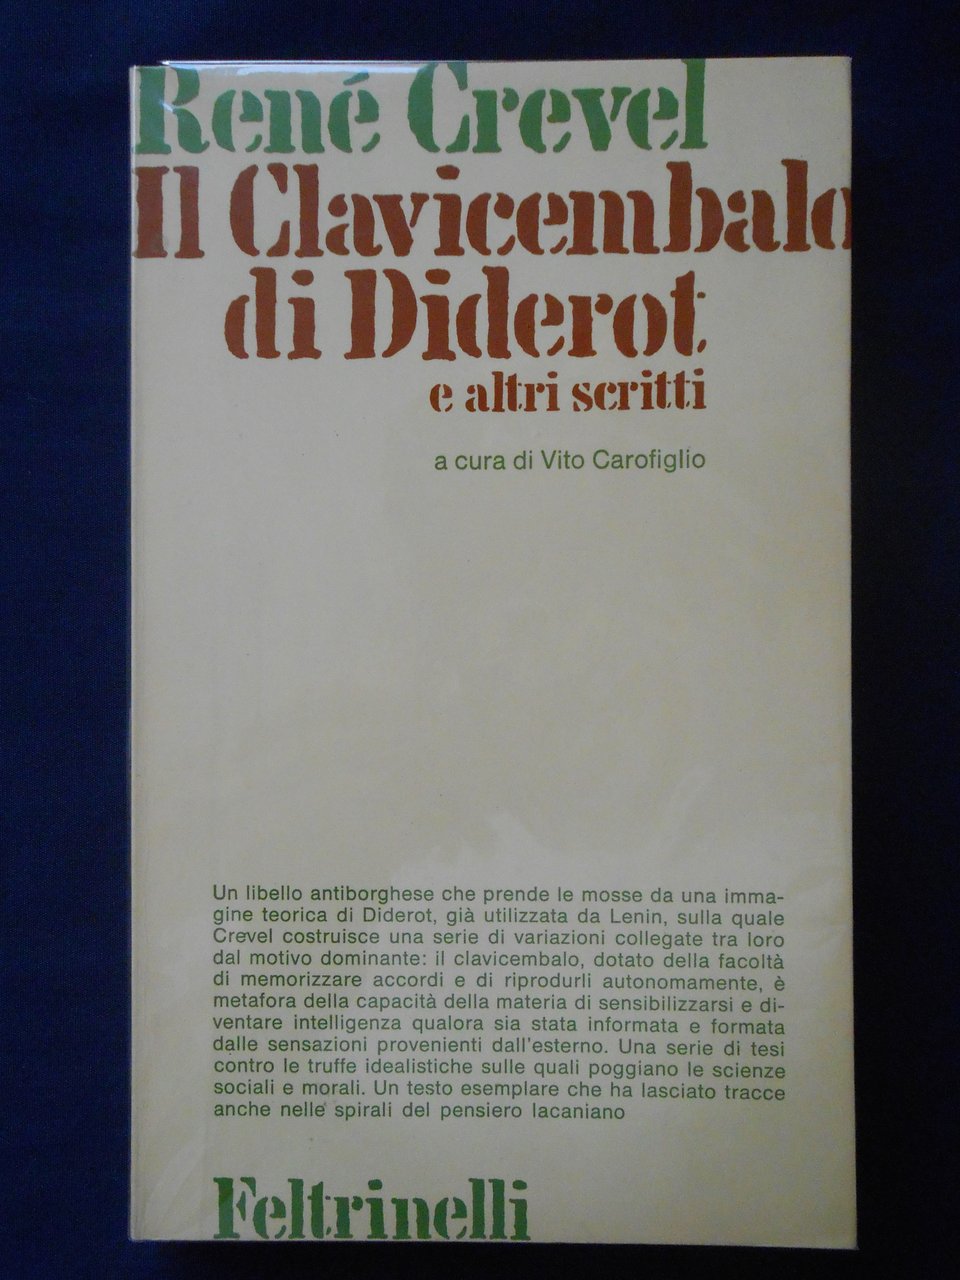 René Crevel
Il Clavicembalo
di Diderot
e altri scritti
a cura di Vito Carofiglio
Un libello antiborghese che prende le mosse da una imma-
gine teorica di Diderot, già utilizzata da Lenin, sulla quale
Crevel costruisce una serie di variazioni collegate tra loro
dal motivo dominante: il clavicembalo, dotato della facoltà
di memorizzare accordi e di riprodurli autonomamente, è
metafora della capacità della materia di sensibilizzarsi e di-
ventare intelligenza qualora sia stata informata e formata
dalle sensazioni provenienti dall'esterno. Una serie di tesi
contro le truffe idealistiche sulle quali poggiano le scienze
sociali e morali. Un testo esemplare che ha lasciato tracce
anche nelle spirali del pensiero lacaniano
Feltrinelli